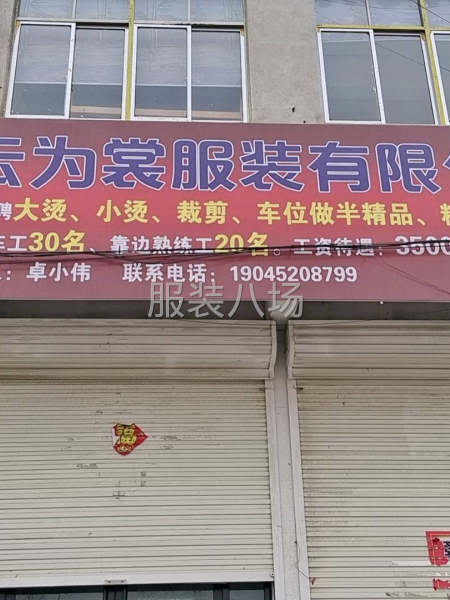 云为裳服装有限
聘大烫、小烫、裁剪、车位做半精品、
车工30名、靠边熟练工20名。工资待遇:3500
:卓小伟 联系电话:19045208799
服装八场
福